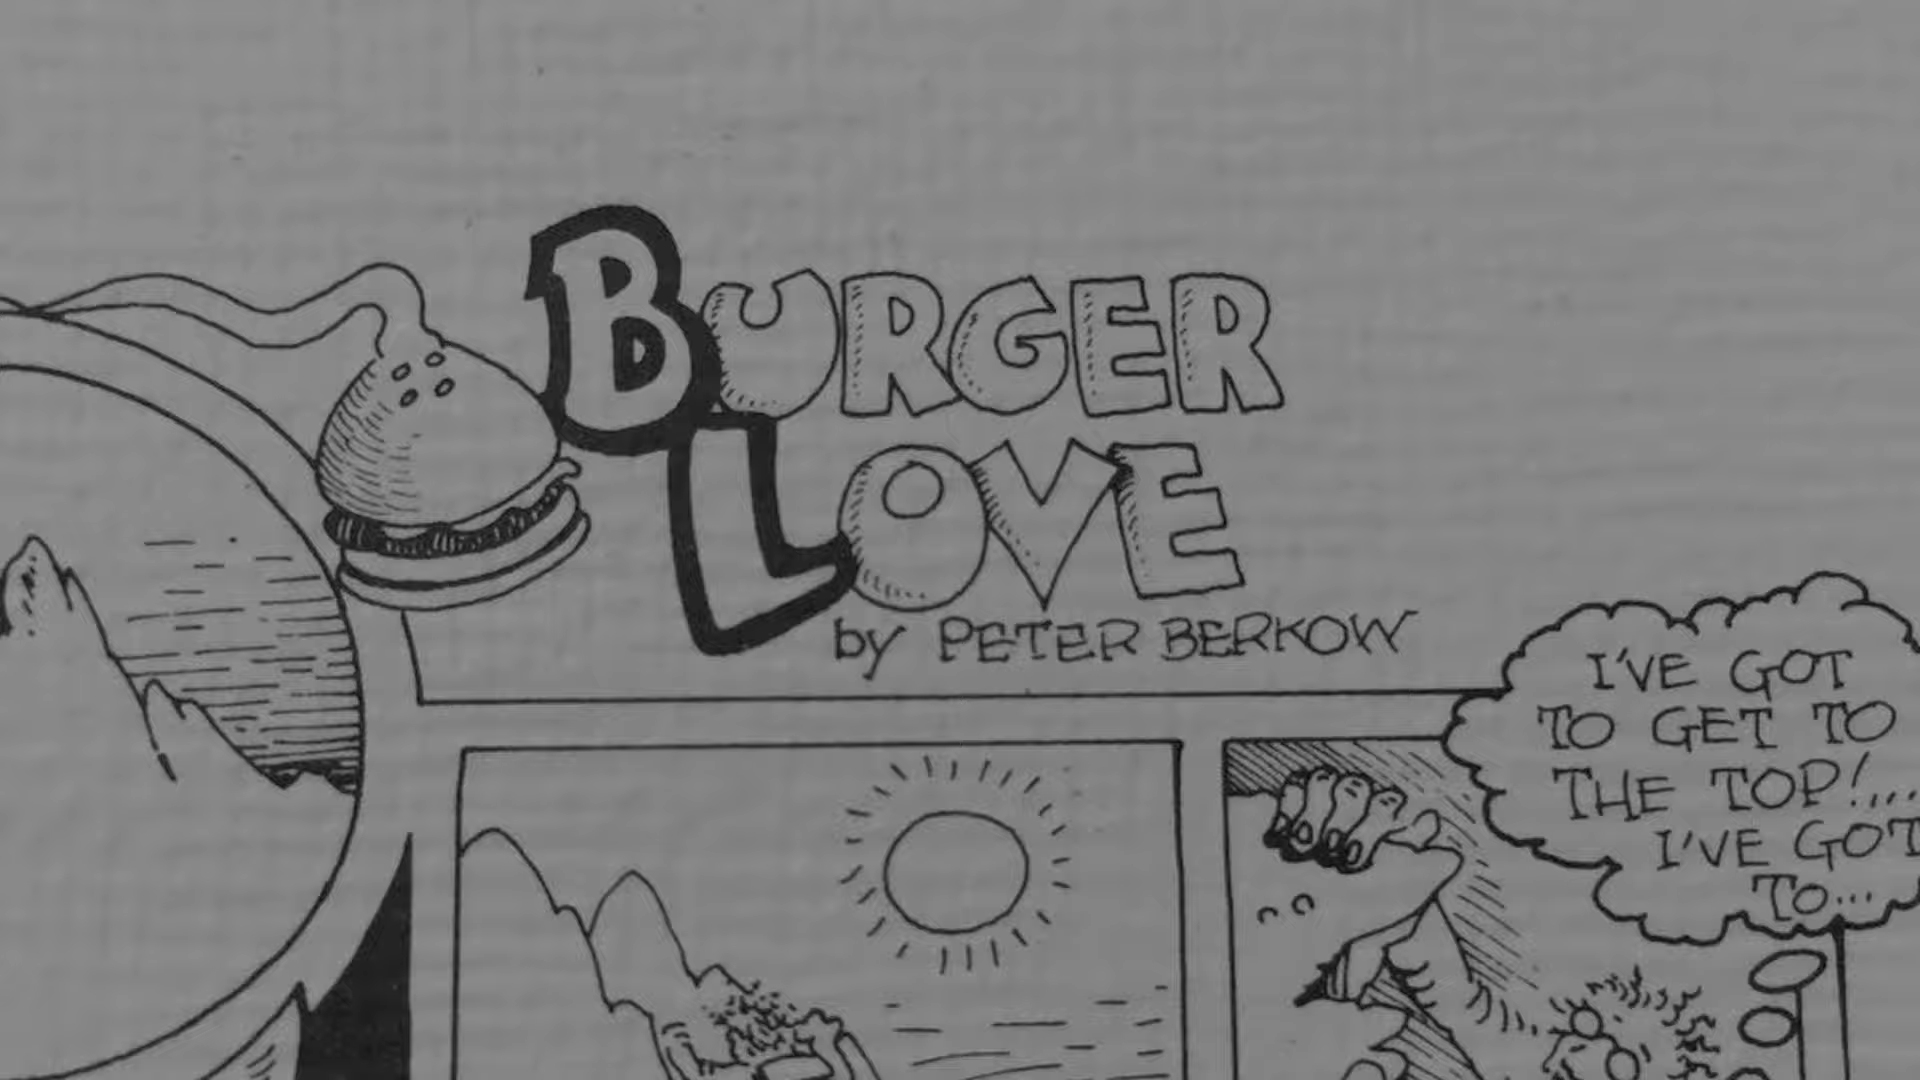 BURGER
LOVE
by PETER BERKOW
I'VE GOT
TO GET TO
THE TOP!....
I'VE GOT
TO...